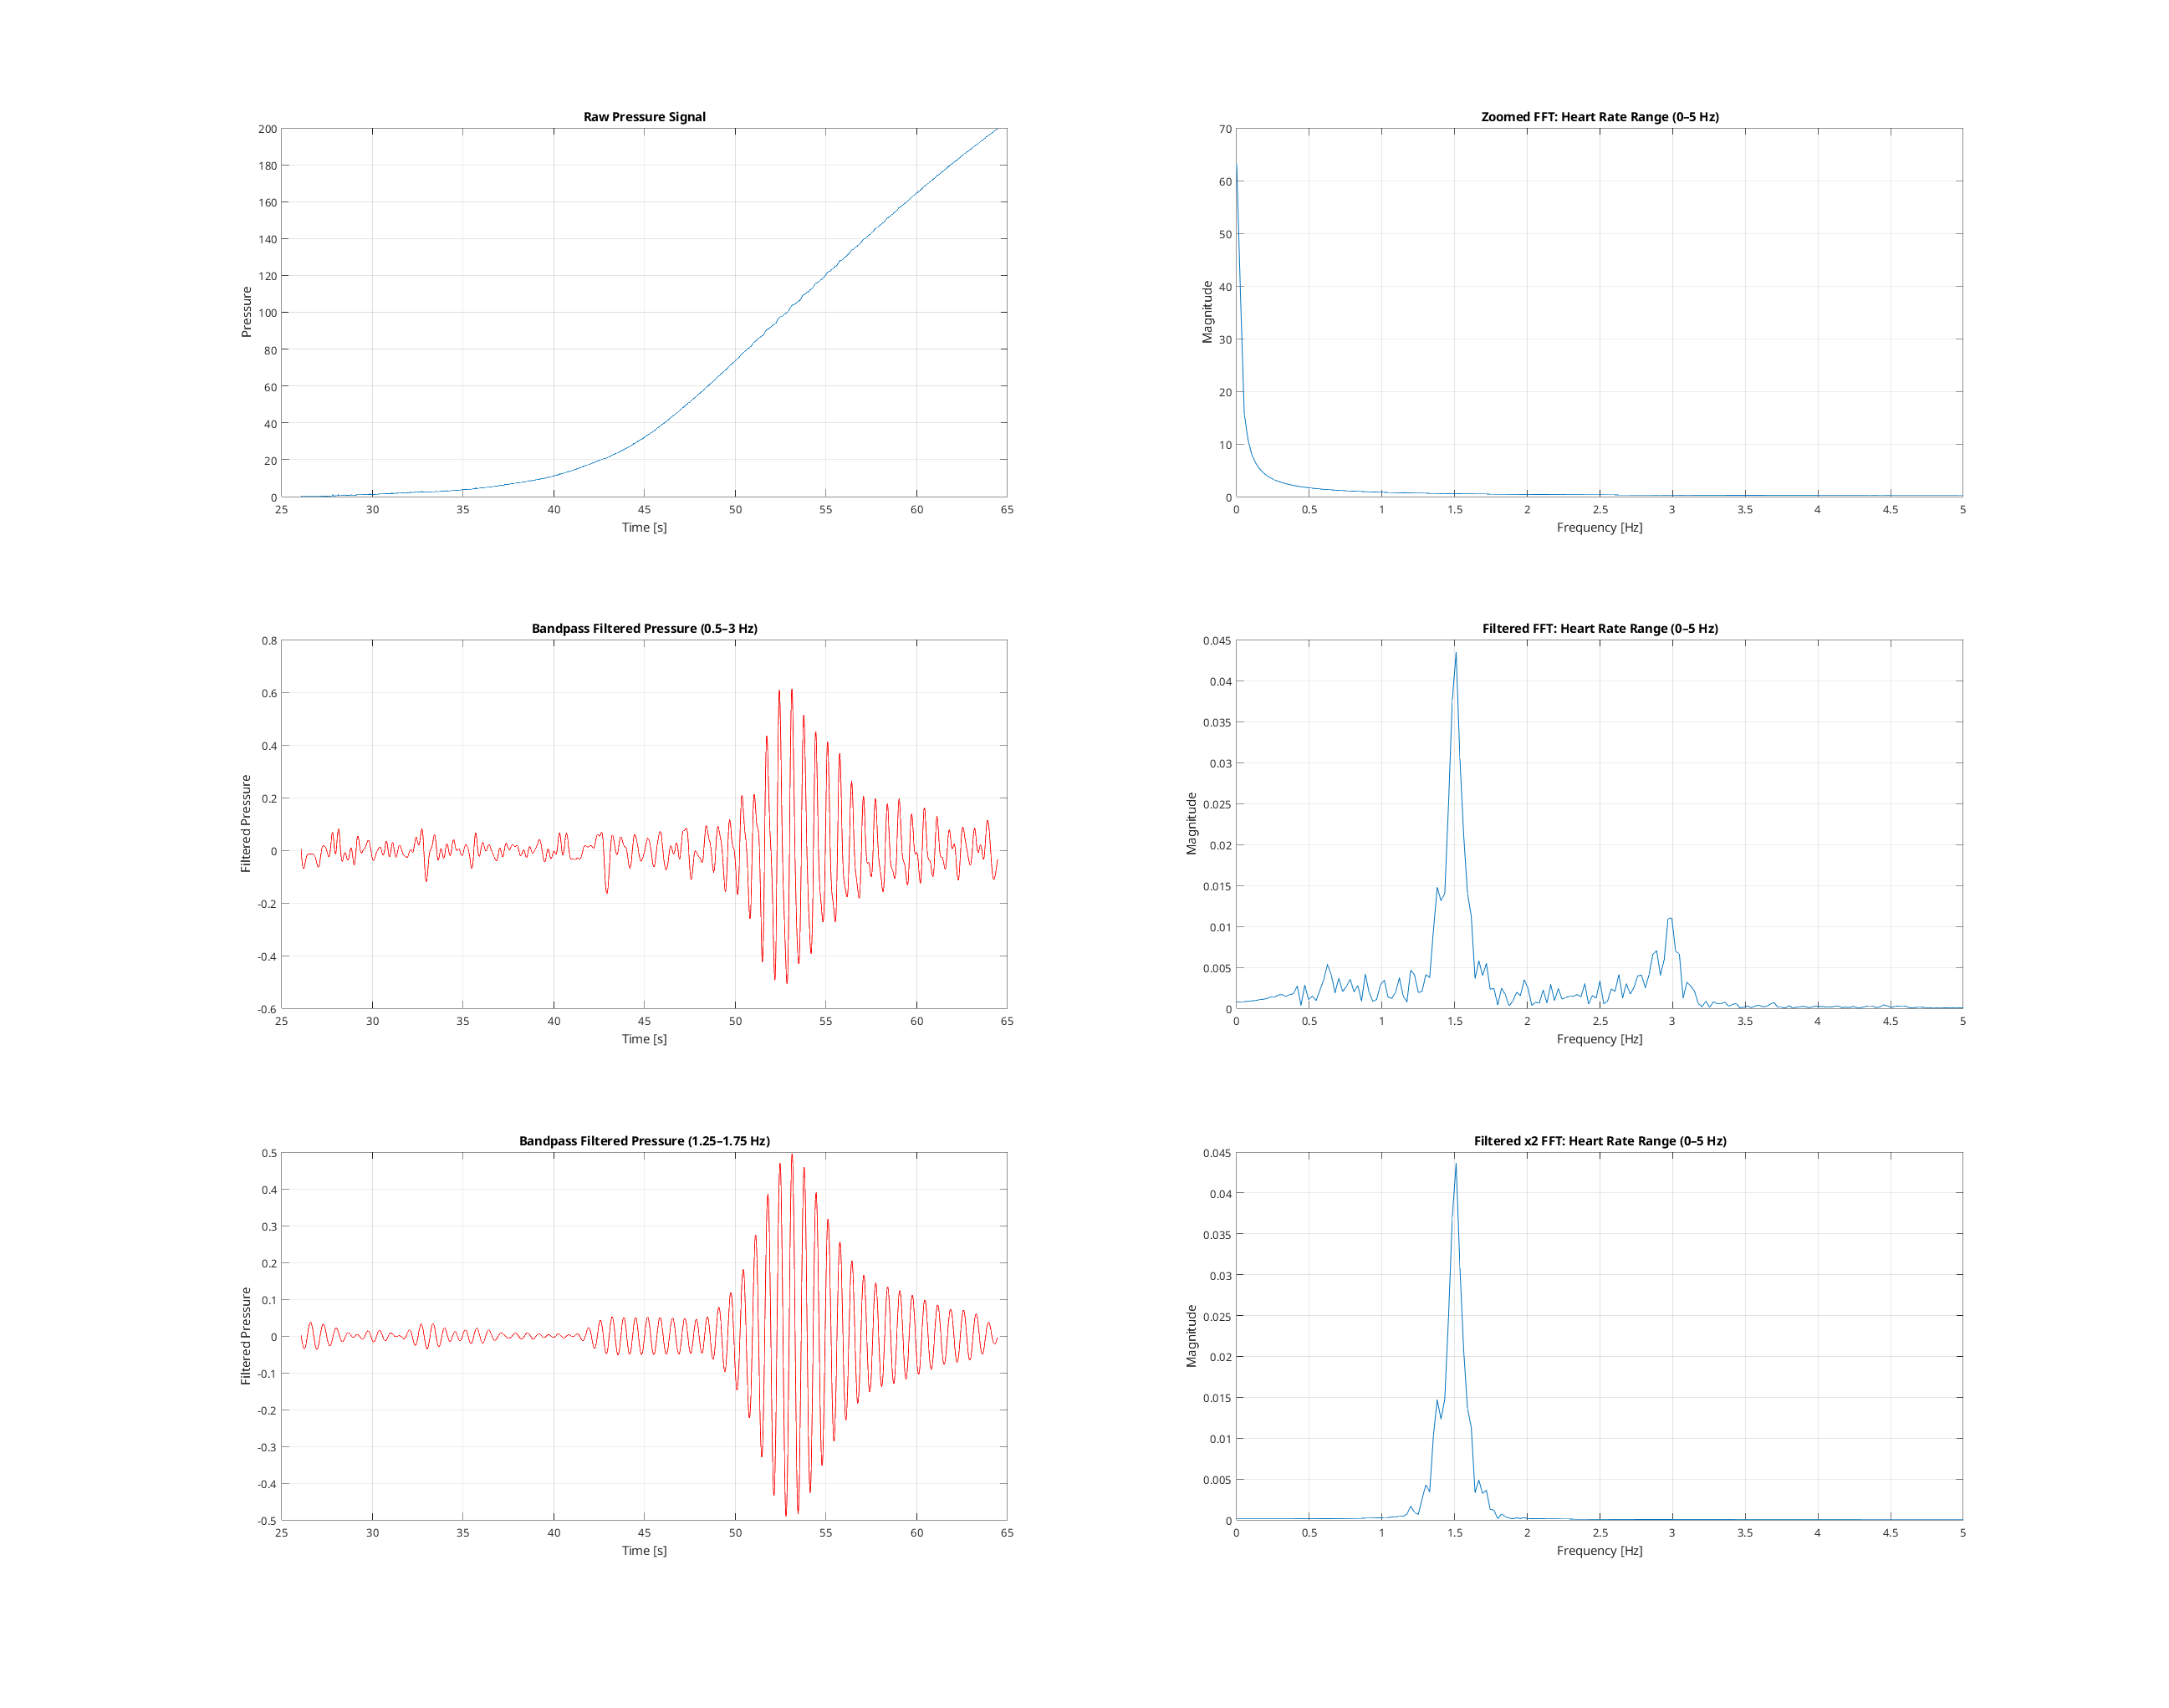 Raw Pressure Signal
200
180
160
140
120
100
80
60
40
20
0
Pressure
25 30 35 40 45 50 55 60 65
Time [s]
Zoomed FFT: Heart Rate Range (0–5 Hz)
70
60
50
40
30
20
10
0
Magnitude
0 0.5 1 1.5 2 2.5 3 3.5 4 4.5 5
Frequency [Hz]
Bandpass Filtered Pressure (0.5–3 Hz)
0.8
0.6
0.4
0.2
0
-0.2
-0.4
-0.6
Filtered Pressure
25 30 35 40 45 50 55 60 65
Time [s]
Filtered FFT: Heart Rate Range (0–5 Hz)
0.045
0.04
0.035
0.03
0.025
0.02
0.015
0.01
0.005
0
Magnitude
0 0.5 1 1.5 2 2.5 3 3.5 4 4.5 5
Frequency [Hz]
Bandpass Filtered Pressure (1.25–1.75 Hz)
0.5
0.4
0.3
0.2
0.1
0
-0.1
-0.2
-0.3
-0.4
-0.5
Filtered Pressure
25 30 35 40 45 50 55 60 65
Time [s]
Filtered x2 FFT: Heart Rate Range (0–5 Hz)
0.045
0.04
0.035
0.03
0.025
0.02
0.015
0.01
0.005
0
Magnitude
0 0.5 1 1.5 2 2.5 3 3.5 4 4.5 5
Frequency [Hz]